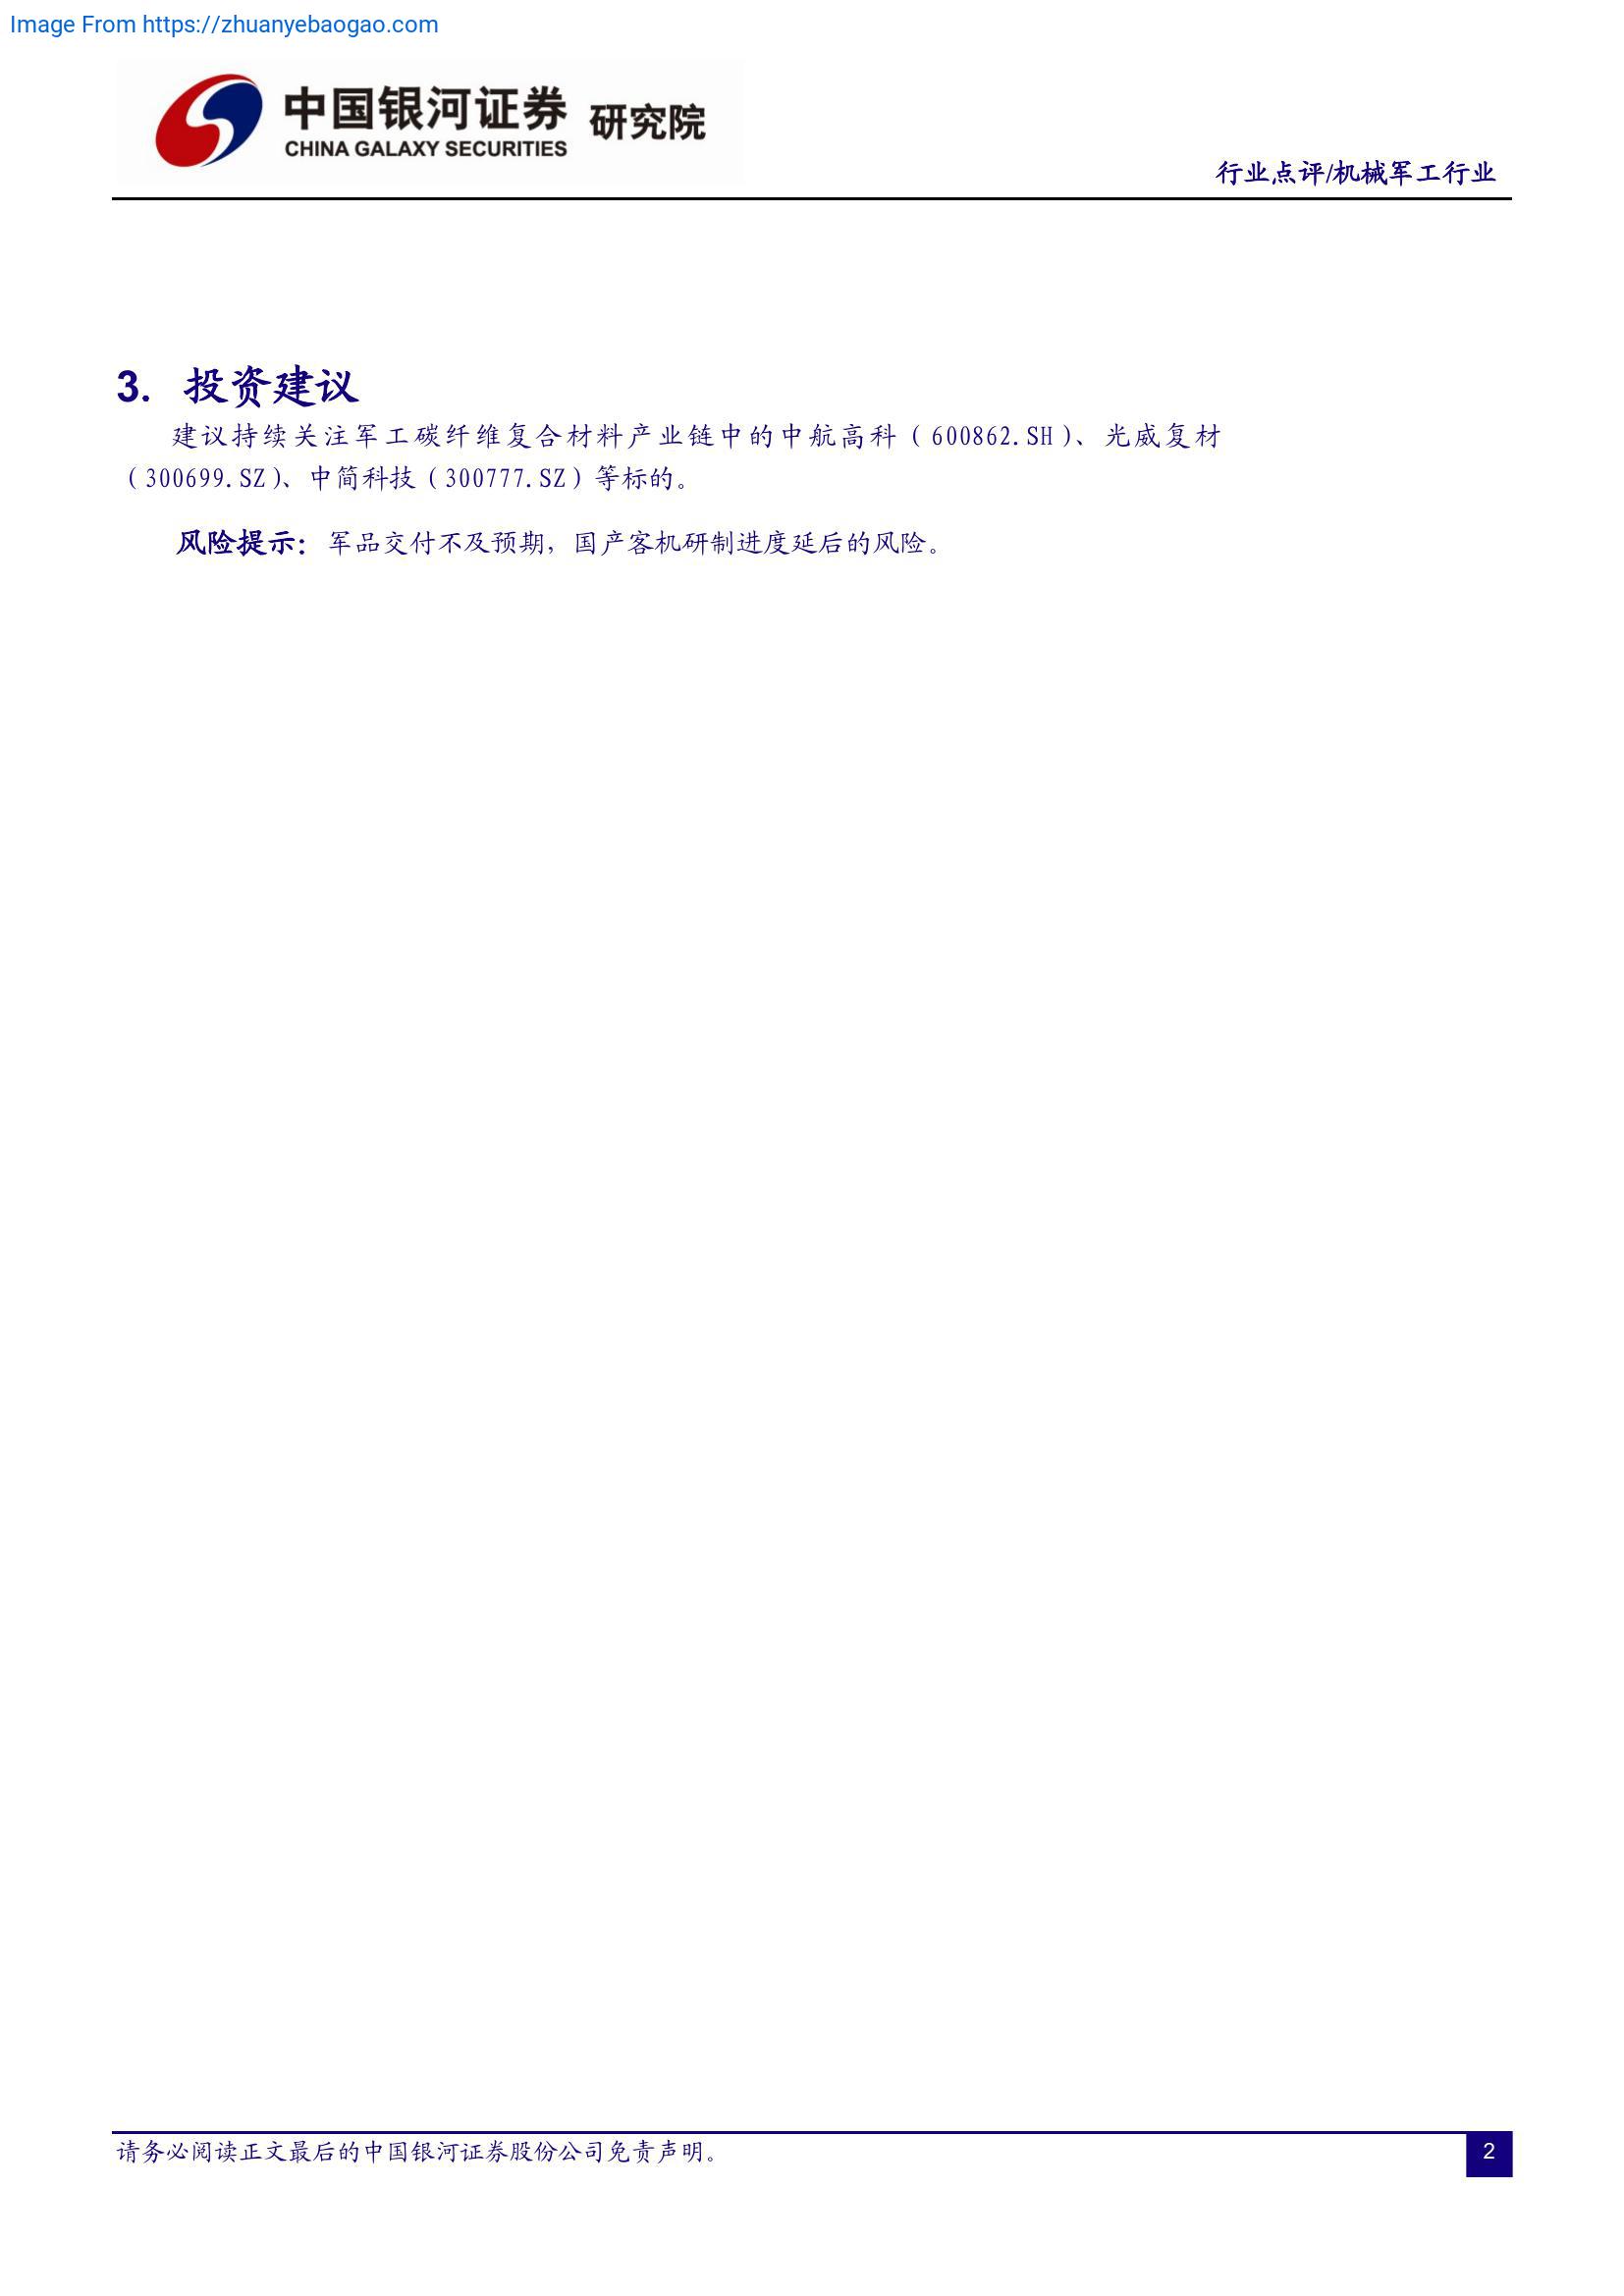 Image From https://zhuanyebaogao.com
中国银河证券 研究院
CHINA GALAXY SECURITIES
行业点评/机械军工行业
3. 投资建议
建议持续关注军工碳纤维复合材料产业链中的中航高科（600862.SH）、光威复材
（300699.SZ）、中简科技（300777.SZ）等标的。
风险提示：军品交付不及预期，国产客机研制进度延后的风险。
请务必阅读正文最后的中国银河证券股份公司免责声明。
2